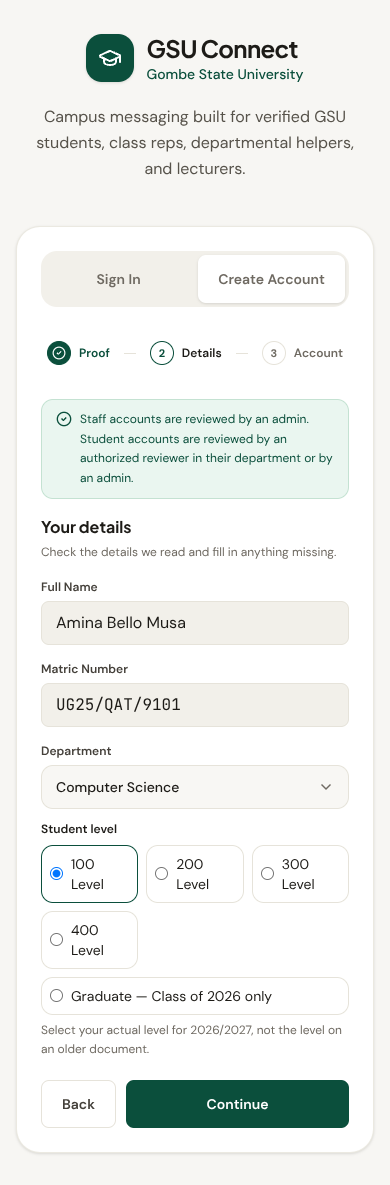 GSU Connect
Gombe State University
Campus messaging built for verified GSU
students, class reps, departmental helpers,
and lecturers.
Sign In
Create Account
Proof
2 Details
3 Account
Staff accounts are reviewed by an admin.
Student accounts are reviewed by an
authorized reviewer in their department or by
an admin.
Your details
Check the details we read and fill in anything missing.
Full Name
Amina Bello Musa
Matric Number
UG25/QAT/9101
Department
Computer Science
Student level
100
Level
200
Level
300
Level
400
Level
Graduate — Class of 2026 only
Select your actual level for 2026/2027, not the level on
an older document.
Back
Continue